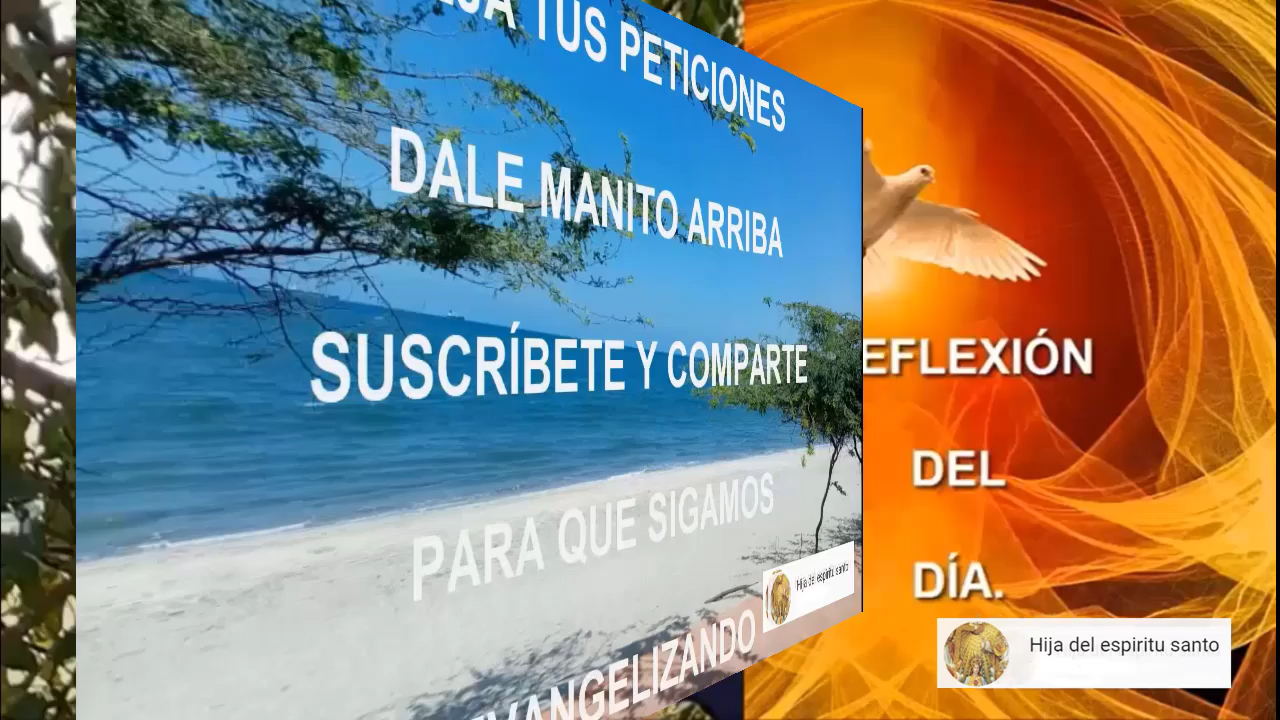 TUS PETICIONES
DALE MANITO ARRIBA
SUSCRÍBETE Y COMPARTE
PARA QUE SIGAMOS
EVANGELIZANDO
Hija del espiritu santo
EFLEXIÓN
DEL
DÍA.
Hija del espiritu santo